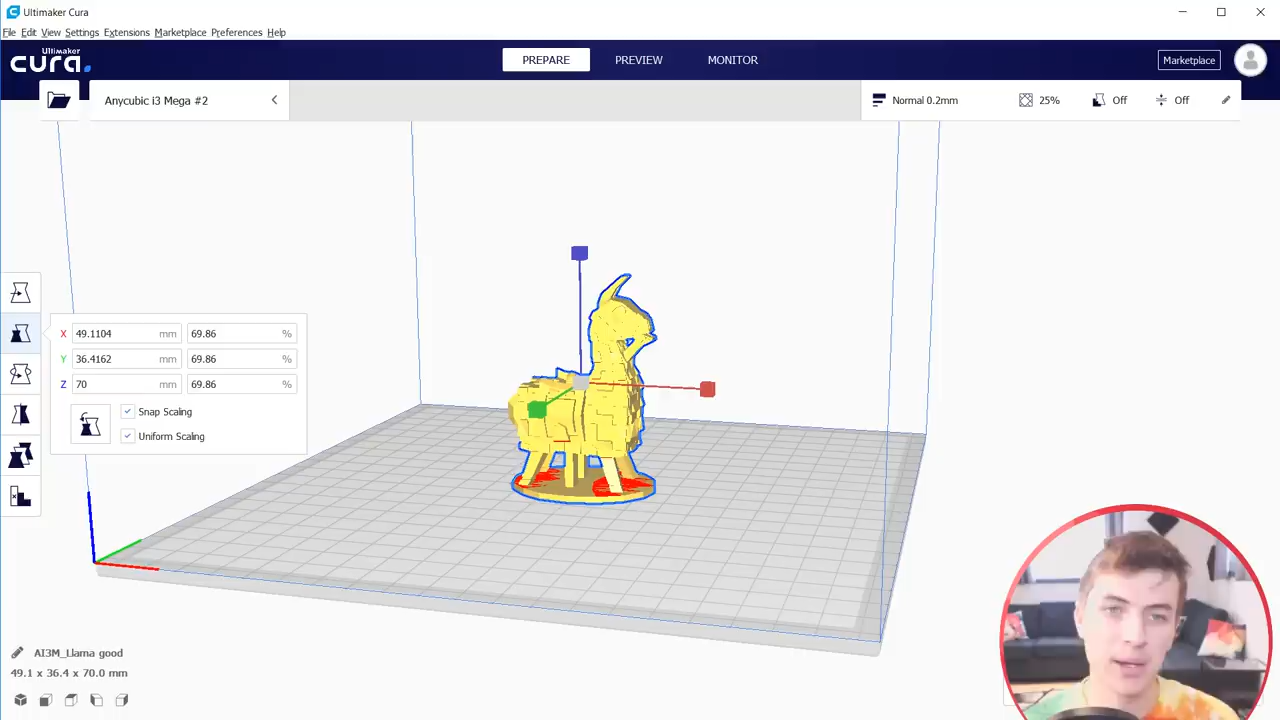 Ultimaker Cura
File Edit View Settings Extensions Marketplace Preferences Help
Ultimaker
cura.
PREPARE PREVIEW MONITOR
Marketplace
Anycubic i3 Mega #2
Normal 0.2mm 25% Off Off
X 49.1104 mm 69.86 %
Y 36.4162 mm 69.86 %
Z 70 mm 69.86 %
Snap Scaling
Uniform Scaling
AI3M_Llama good
49.1 x 36.4 x 70.0 mm